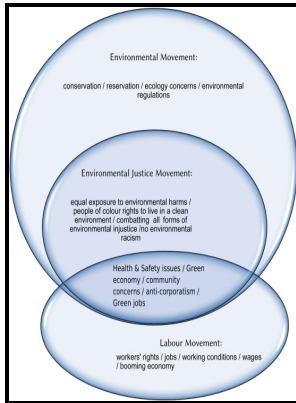 Environmental Movement:
conservation / reservation / ecology concerns / environmental
regulations
Environmental Justice Movement:
equal exposure to environmental harms /
people of colour rights to live in a clean
environment / combatting all forms of
environmental injustice /no environmental
racism
Health & Safety issues / Green
economy / community
concerns / anti-corporatism /
Green jobs
Labour Movement:
workers' rights / jobs / working conditions / wages
/ booming economy